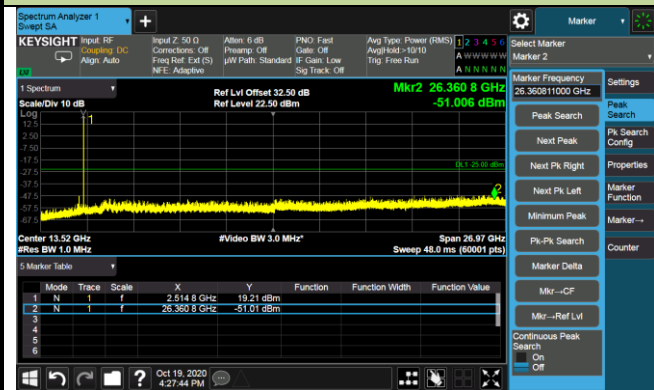 Spectrum Analyzer 1
Swept SA
+
Marker
KEYSIGHT
Input: RF
Coupling: DC
Align: Auto
Input Z: 50 Ω
Corrections: Off
Freq Ref: Ext (S)
NFE: Adaptive
Atten: 6 dB
Preamp: Off
µW Path: Standard
PNO: Fast
Gate: Off
IF Gain: Low
Sig Track: Off
Avg Type: Power (RMS)
Avg|Hold:>10/10
Trig: Free Run
1 2 3 4 5 6
A W W W W W
A N N N N N
LXI
Select Marker
Marker 2
1 Spectrum
Scale/Div 10 dB
Ref Lvl Offset 32.50 dB
Ref Level 22.50 dBm
Mkr2 26.360 8 GHz
-51.006 dBm
Log
12.5
2.50
-7.50
-17.5
-27.5
-37.5
-47.5
-57.5
-67.5
1
DL1 -25.00 dBm
2
Center 13.52 GHz
#Res BW 1.0 MHz
#Video BW 3.0 MHz*
Span 26.97 GHz
Sweep 48.0 ms (60001 pts)
5 Marker Table
Mode Trace Scale X Y Function Function Width Function Value
1 N 1 f 2.514 8 GHz 19.21 dBm
2 N 1 f 26.360 8 GHz -51.01 dBm
3
4
5
6
Marker Frequency
26.360811000 GHz
Peak Search
Next Peak
Next Pk Right
Next Pk Left
Minimum Peak
Pk-Pk Search
Marker Delta
Mkr→CF
Mkr→Ref Lvl
Continuous Peak
Search
On
Off
Settings
Peak
Search
Pk Search
Config
Properties
Marker
Function
Marker→
Counter
?
Oct 19, 2020
4:27:44 PM